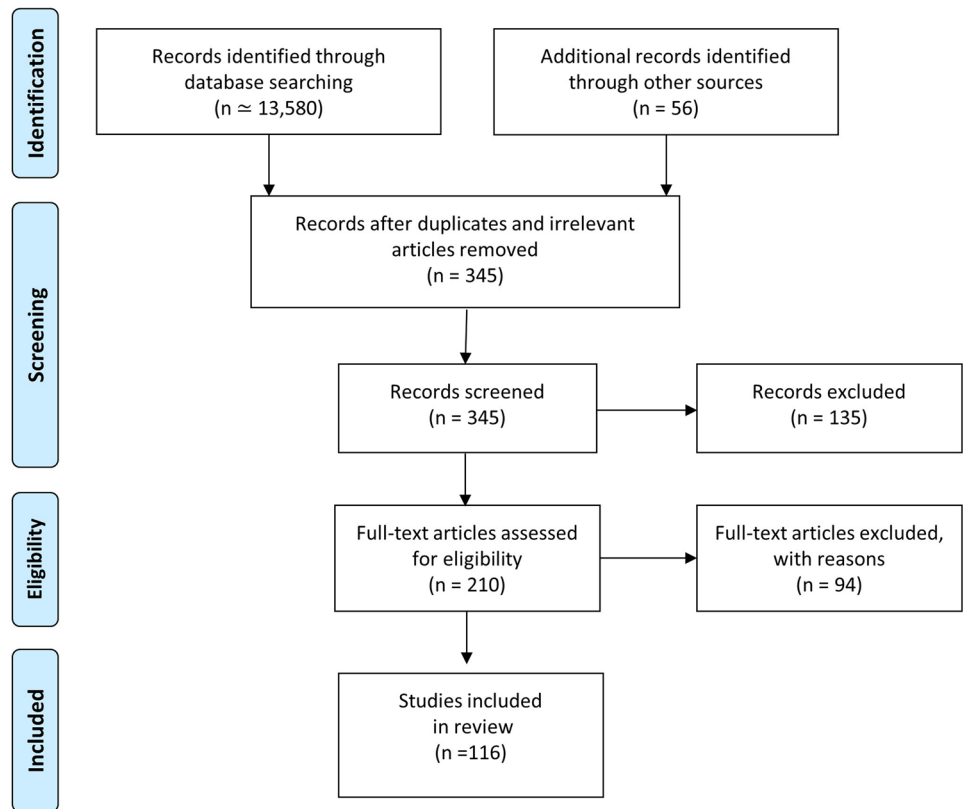 Identification
Records identified through
database searching
(n ≃ 13,580)
Additional records identified
through other sources
(n = 56)
Screening
Records after duplicates and irrelevant
articles removed
(n = 345)
Records screened
(n = 345)
Records excluded
(n = 135)
Eligibility
Full-text articles assessed
for eligibility
(n = 210)
Full-text articles excluded,
with reasons
(n = 94)
Included
Studies included
in review
(n =116)